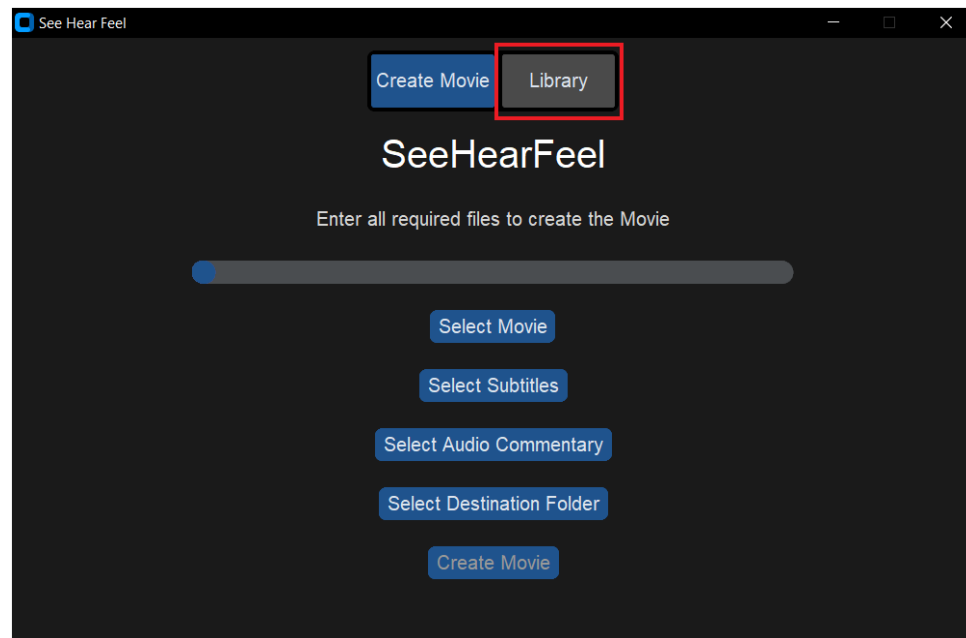 See Hear Feel
Create Movie Library
SeeHearFeel
Enter all required files to create the Movie
Select Movie
Select Subtitles
Select Audio Commentary
Select Destination Folder
Create Movie